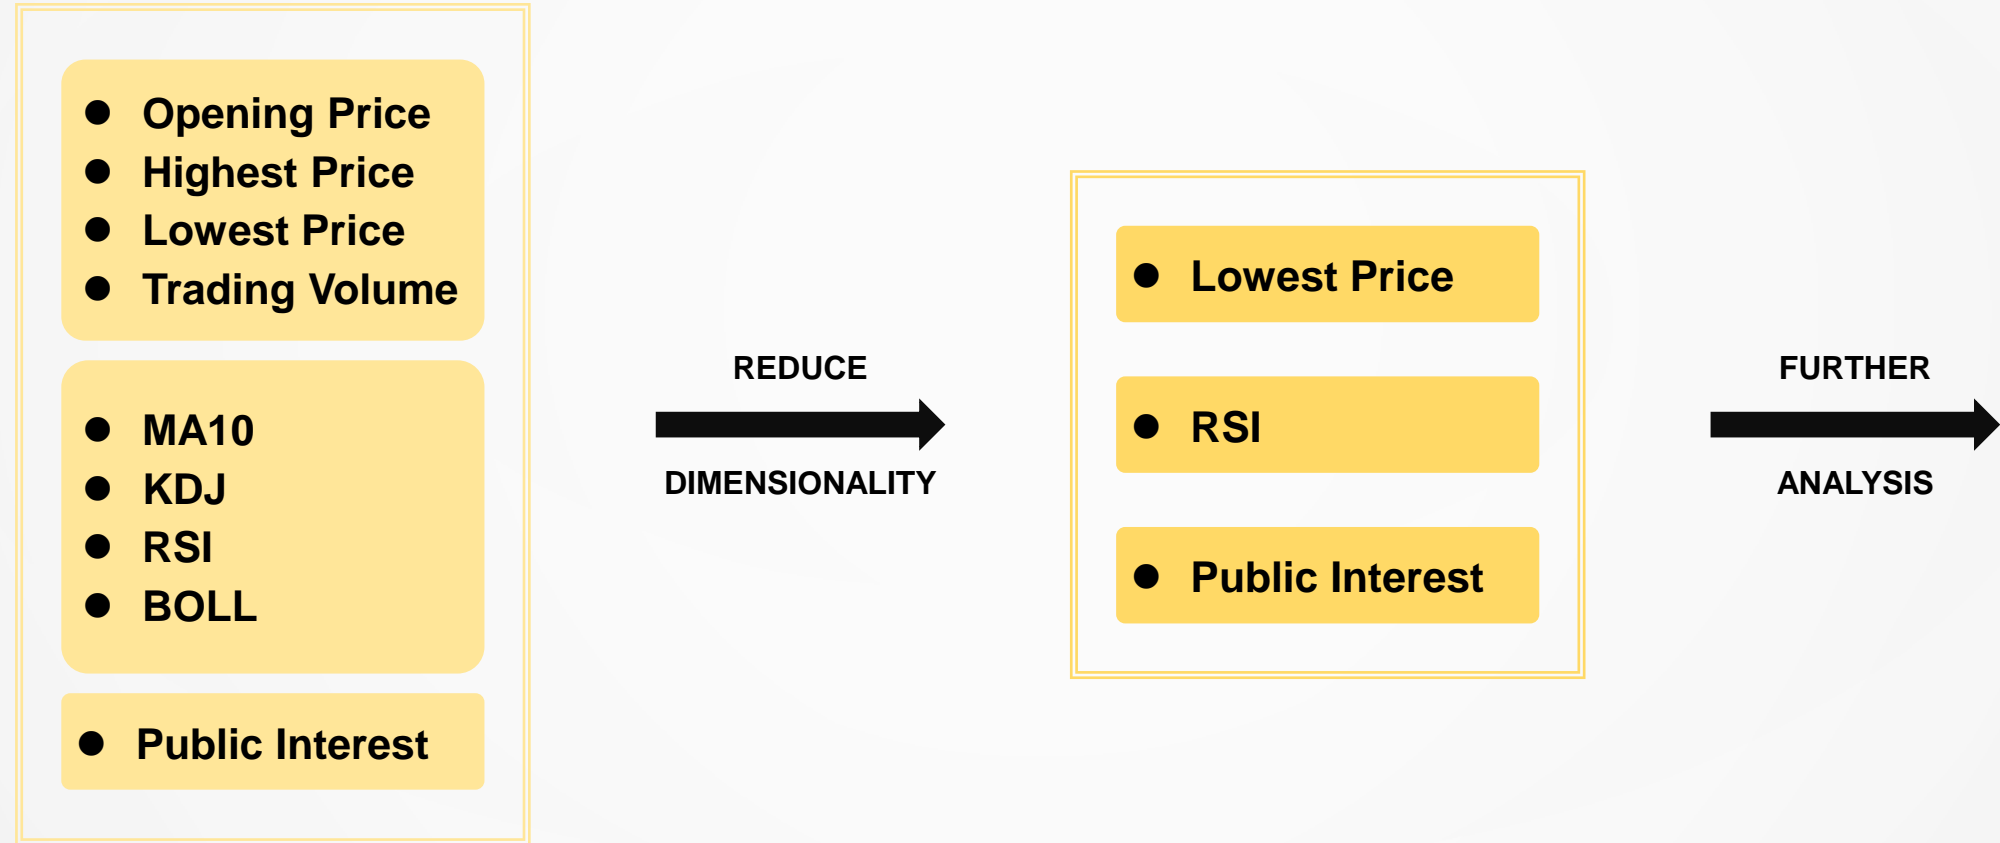 Opening Price
Highest Price
Lowest Price
Trading Volume
MA10
KDJ
RSI
BOLL
Public Interest
REDUCE
DIMENSIONALITY
Lowest Price
RSI
Public Interest
FURTHER
ANALYSIS